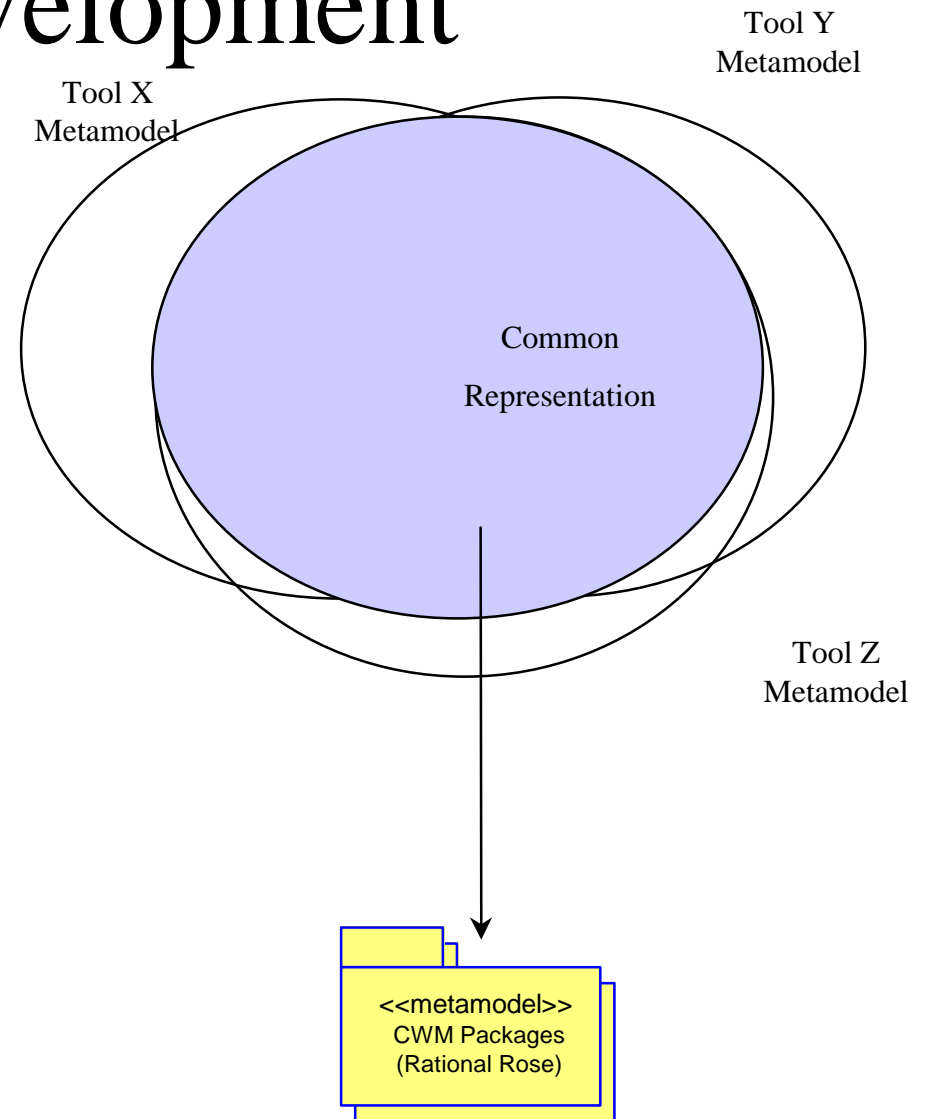 velopment
Tool Y
Metamodel
Tool X
Metamodel
Common
Representation
Tool Z
Metamodel
<<metamodel>>
CWM Packages
(Rational Rose)